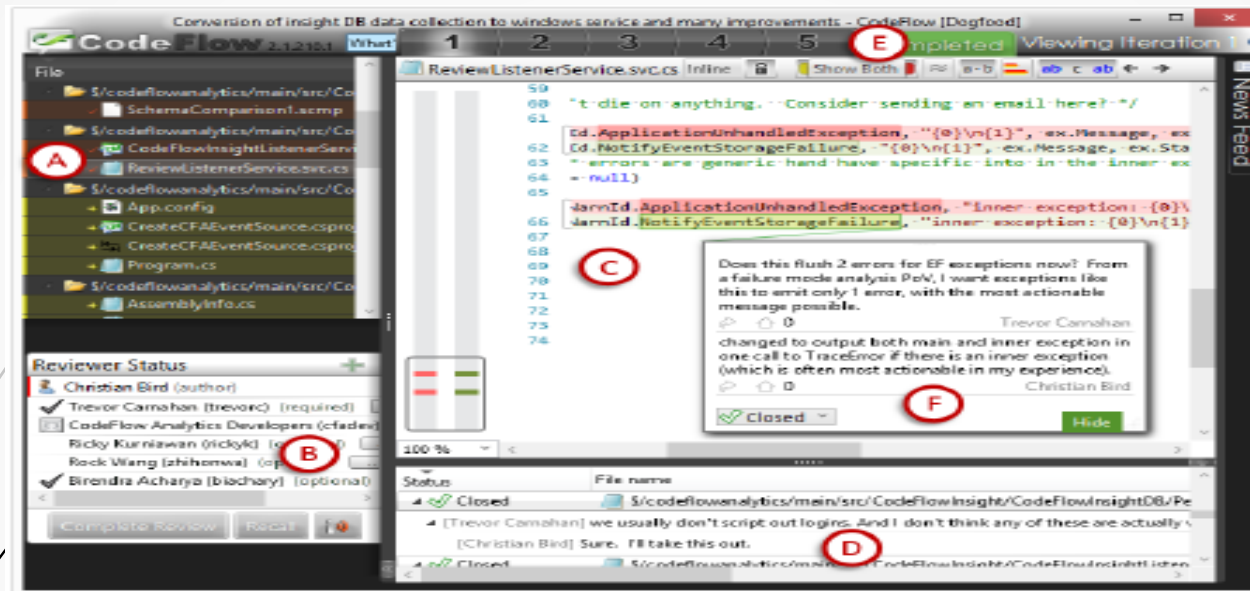 Conversion of insight DB data collection to windows service and many improvements - CodeFlow [Dogfood]
CodeFlow 2.1.210.1 What'
1 2 3 4 5 E mpleted Viewing Iteration 1
File
$/codeflowanalytics/main/src/Co
SchemaComparison1.scmp
$/codeflowanalytics/main/src/Co
CodeFlowInsightListenerServi
A
ReviewListenerService.svc.cs
$/codeflowanalytics/main/src/Co
App.config
CreateCFAEventSource.csproj
CreateCFAEventSource.cspro
Program.cs
$/codeflowanalytics/main/src/Co
AssemblyInfo.cs
Reviewer Status
Christian Bird (author)
Trevor Carnahan (trevorc) (required)
CodeFlow Analytics Developers (cfadev)
Ricky Kurniawan (rickyk)
B
Rock Wang (zhihonwa) (op
Birendra Acharya (biachary) (optional)
Complete Review Recall
ReviewListenerService.svc.cs Inline Show Both a-b ab c ab
News Feed
59
60 "t die on anything. Consider sending an email here? */
61
Ed.ApplicationUnhandledException, "{0}\n{1}", ex.Message, ex
62 Ed.NotifyEventStorageFailure, "{0}\n{1}", ex.Message, ex.Sta
63 * errors are generic hand have specific into in the inner ex
64 = null)
65
WarnId.ApplicationUnhandledException, "inner exception: {0}\
66 WarnId.NotifyEventStorageFailure, "inner exception: {0}\n{1}
67
68
69
70
71
72
73
74
C
Does this flush 2 errors for EF exceptions now? From
a failure mode analysis PoV, I want exceptions like
this to emit only 1 error, with the most actionable
message possible.
0 Trevor Carnahan
changed to output both main and inner exception in
one call to TraceError if there is an inner exception
(which is often most actionable in my experience).
0 Christian Bird
F
Closed Hide
100 %
Status File name
Closed $/codeflowanalytics/main/src/CodeFlowInsight/CodeFlowInsightDB/Pe
[Trevor Carnahan] we usually don't script out logins. And I don't think any of these are actually
[Christian Bird] Sure. I'll take this out.
D
Closed $/codeflowanalytics/main/src/CodeFlowInsight/CodeFlowInsightListen